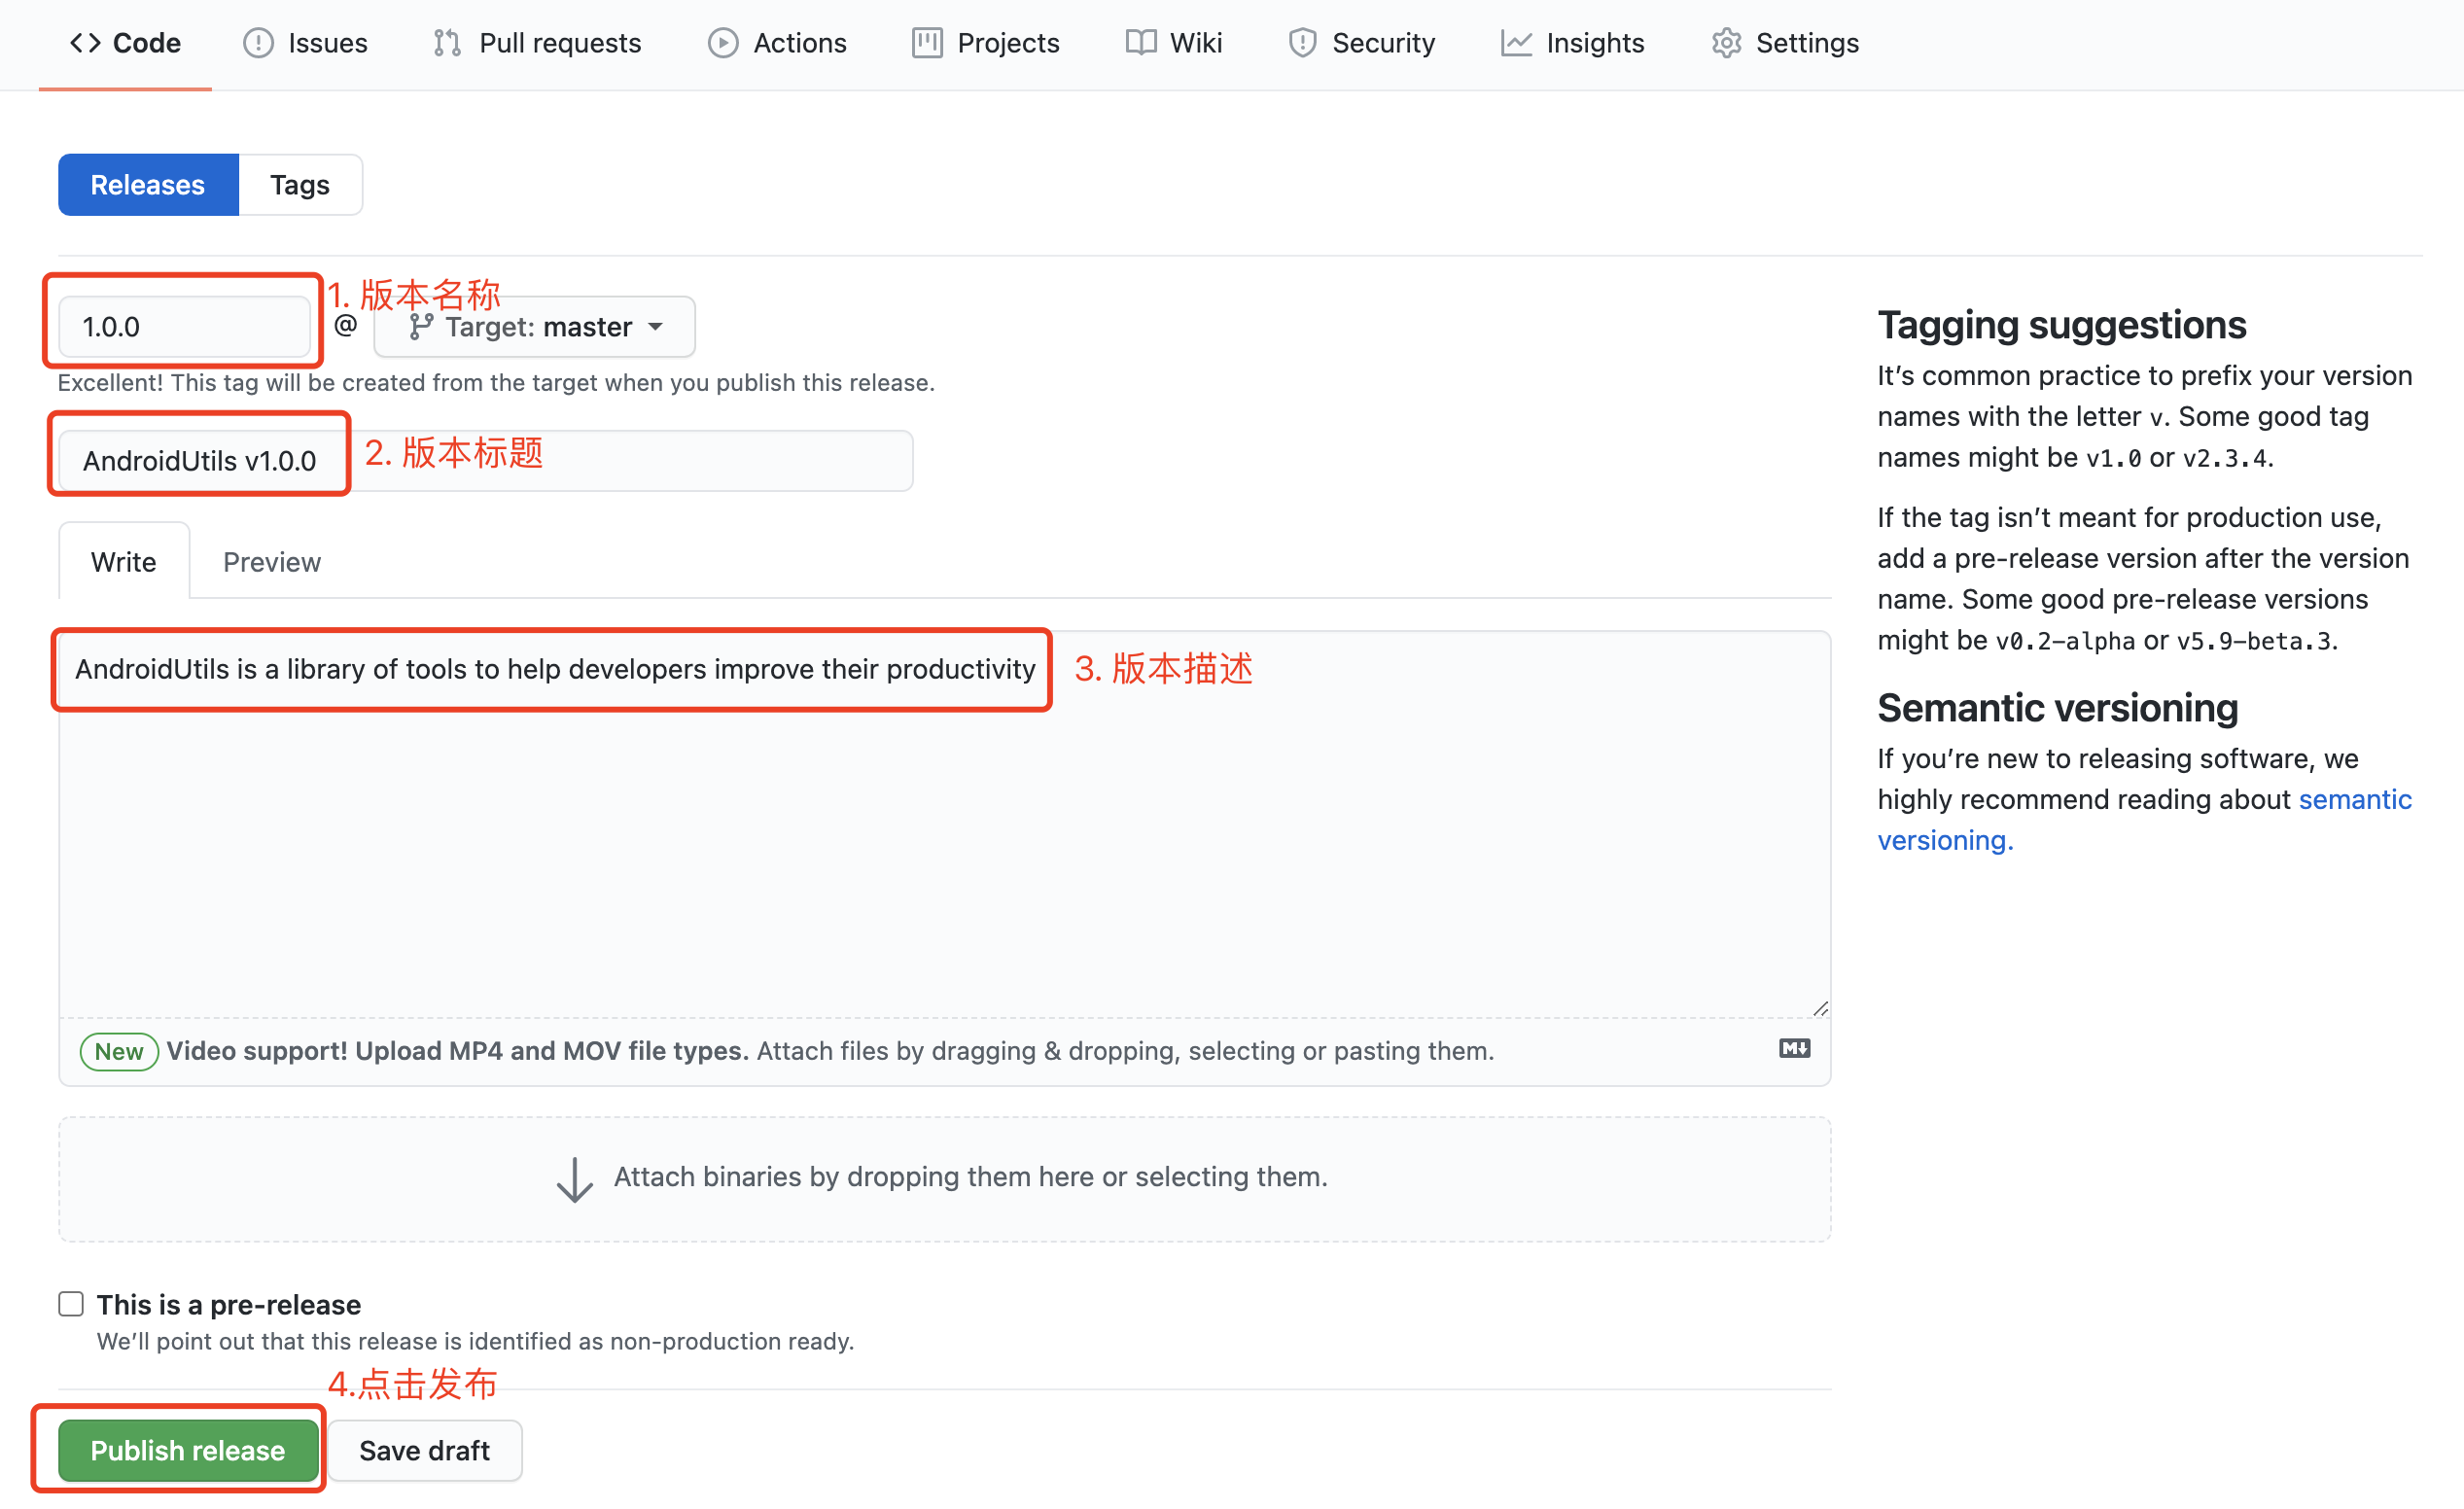 Code Issues Pull requests Actions Projects Wiki Security Insights Settings
Releases Tags
1. 版本名称
1.0.0 @ Target: master
Excellent! This tag will be created from the target when you publish this release.
AndroidUtils v1.0.0 2. 版本标题
Write Preview
AndroidUtils is a library of tools to help developers improve their productivity 3. 版本描述
New Video support! Upload MP4 and MOV file types. Attach files by dragging & dropping, selecting or pasting them.
Attach binaries by dropping them here or selecting them.
This is a pre-release
We’ll point out that this release is identified as non-production ready.
4.点击发布
Publish release Save draft
Tagging suggestions
It’s common practice to prefix your version
names with the letter v. Some good tag
names might be v1.0 or v2.3.4.
If the tag isn’t meant for production use,
add a pre-release version after the version
name. Some good pre-release versions
might be v0.2-alpha or v5.9-beta.3.
Semantic versioning
If you’re new to releasing software, we
highly recommend reading about semantic
versioning.